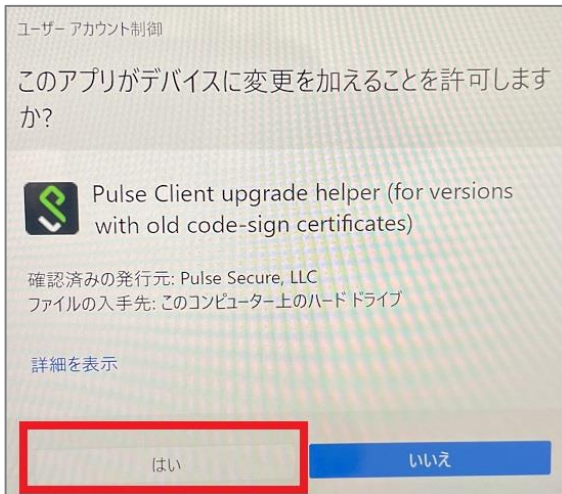 ユーザー アカウント制御
このアプリがデバイスに変更を加えることを許可します
か?
Pulse Client upgrade helper (for versions
with old code-sign certificates)
確認済みの発行元: Pulse Secure, LLC
ファイルの入手先: このコンピューター上のハード ドライブ
詳細を表示
はい
いいえ